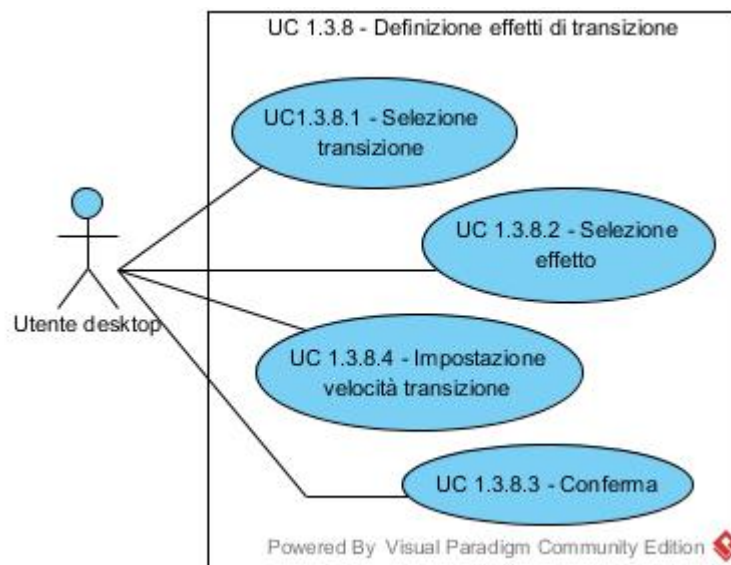 UC 1.3.8 - Definizione effetti di transizione
UC1.3.8.1 - Selezione
transizione
UC 1.3.8.2 - Selezione
effetto
Utente desktop
UC 1.3.8.4 - Impostazione
velocità transizione
UC 1.3.8.3 - Conferma
Powered By Visual Paradigm Community Edition